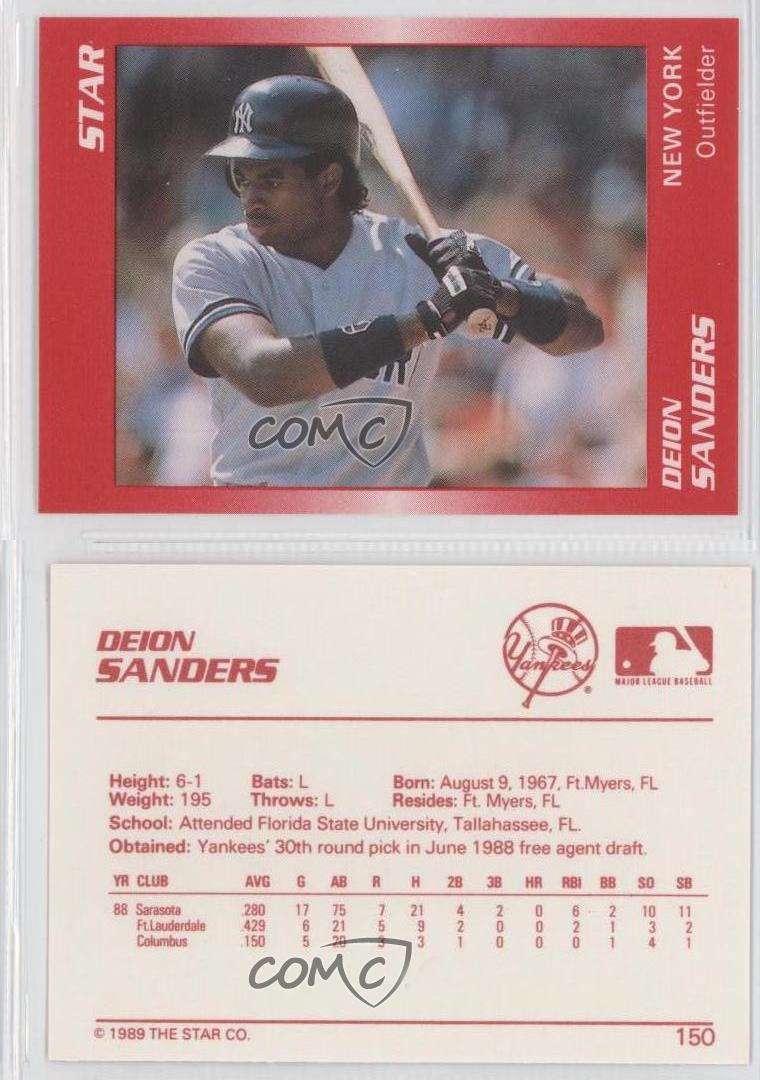 STAR
NEW YORK
Outfielder
DEION
SANDERS
NY
COMC
DEION
SANDERS
Yankees ®
MAJOR LEAGUE BASEBALL
Height: 6-1 Bats: L Born: August 9, 1967, Ft.Myers, FL
Weight: 195 Throws: L Resides: Ft. Myers, FL
School: Attended Florida State University, Tallahassee, FL.
Obtained: Yankees' 30th round pick in June 1988 free agent draft.
YR CLUB AVG G AB R H 2B 3B HR RBI BB SO SB
88 Sarasota .280 17 75 7 21 4 2 0 6 2 10 11
Ft.Lauderdale .429 6 21 5 9 2 0 0 2 1 3 2
Columbus .150 5 20 3 3 1 0 0 0 1 4 1
COMC
© 1989 THE STAR CO. 150